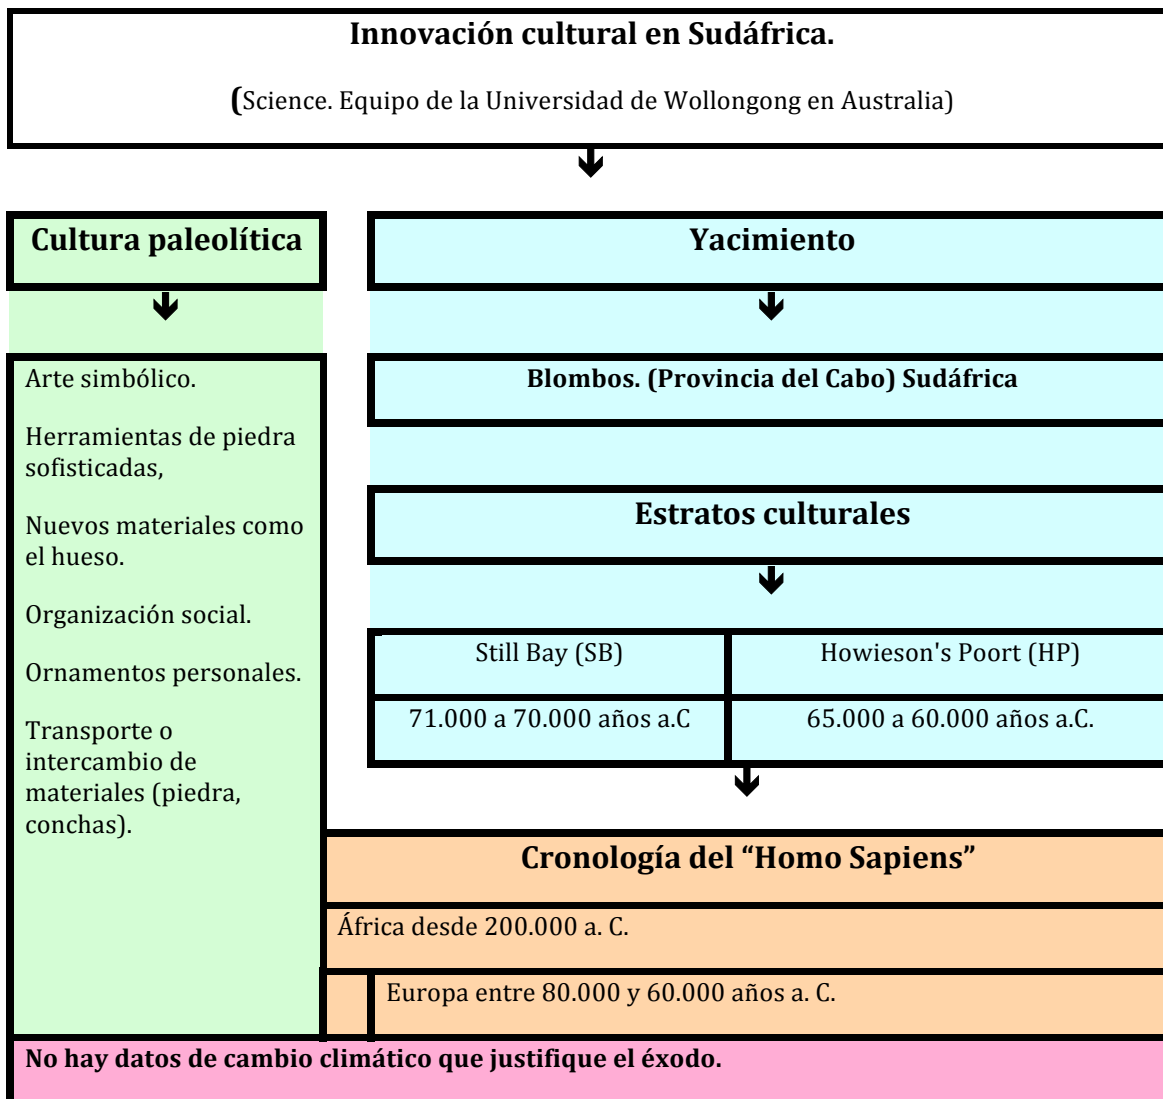 Innovación cultural en Sudáfrica.
(Science. Equipo de la Universidad de Wollongong en Australia)
Cultura paleolítica
Arte simbólico.
Herramientas de piedra
sofisticadas,
Nuevos materiales como
el hueso.
Organización social.
Ornamentos personales.
Transporte o
intercambio de
materiales (piedra,
conchas).
Yacimiento
Blombos. (Provincia del Cabo) Sudáfrica
Estratos culturales
Still Bay (SB)
Howieson's Poort (HP)
71.000 a 70.000 años a.C
65.000 a 60.000 años a.C.
Cronología del “Homo Sapiens”
África desde 200.000 a. C.
Europa entre 80.000 y 60.000 años a. C.
No hay datos de cambio climático que justifique el éxodo.